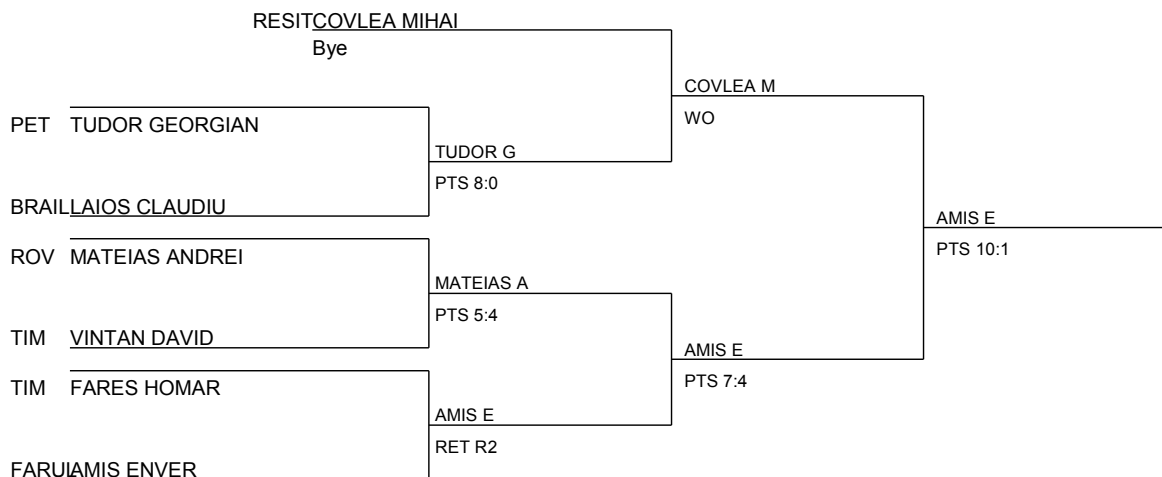 RESITCOVLEA MIHAI
Bye
COVLEA M
WO
PET TUDOR GEORGIAN
TUDOR G
PTS 8:0
BRAILLAIOS CLAUDIU
AMIS E
PTS 10:1
ROV MATEIAS ANDREI
MATEIAS A
PTS 5:4
TIM VINTAN DAVID
AMIS E
PTS 7:4
TIM FARES HOMAR
AMIS E
RET R2
FARULAMIS ENVER